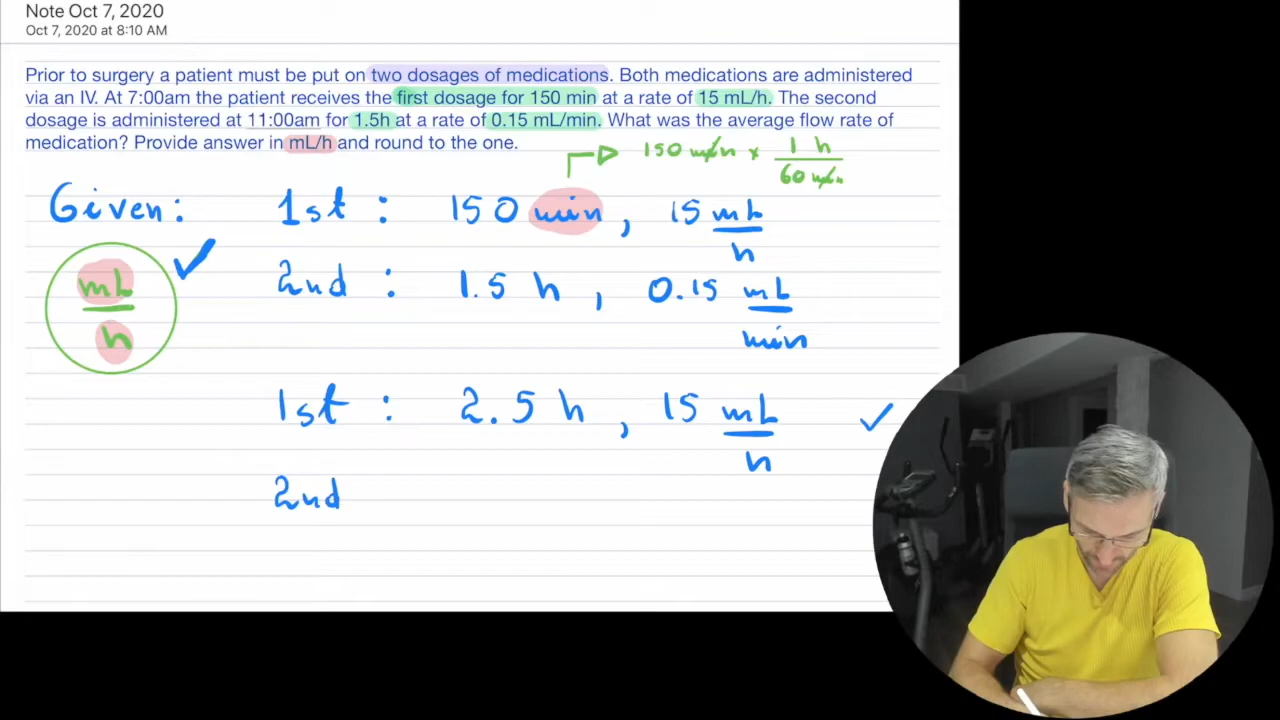 Note Oct 7, 2020
Oct 7, 2020 at 8:10 AM
Prior to surgery a patient must be put on two dosages of medications. Both medications are administered
via an IV. At 7:00am the patient receives the first dosage for 150 min at a rate of 15 mL/h. The second
dosage is administered at 11:00am for 1.5h at a rate of 0.15 mL/min. What was the average flow rate of
medication? Provide answer in mL/h and round to the one.
150 min × 1 h
60 min
Given: 1st : 150 min, 15 mL
h
mL
h
2nd : 1.5 h, 0.15 mL
min
1st : 2.5 h, 15 mL
h
2nd